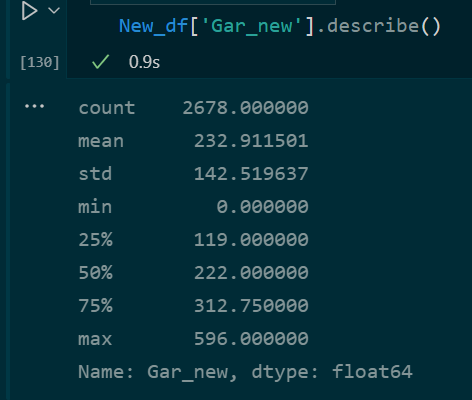 New_df['Gar_new'].describe()
[130] 0.9s
... count 2678.000000
mean 232.911501
std 142.519637
min 0.000000
25% 119.000000
50% 222.000000
75% 312.750000
max 596.000000
Name: Gar_new, dtype: float64